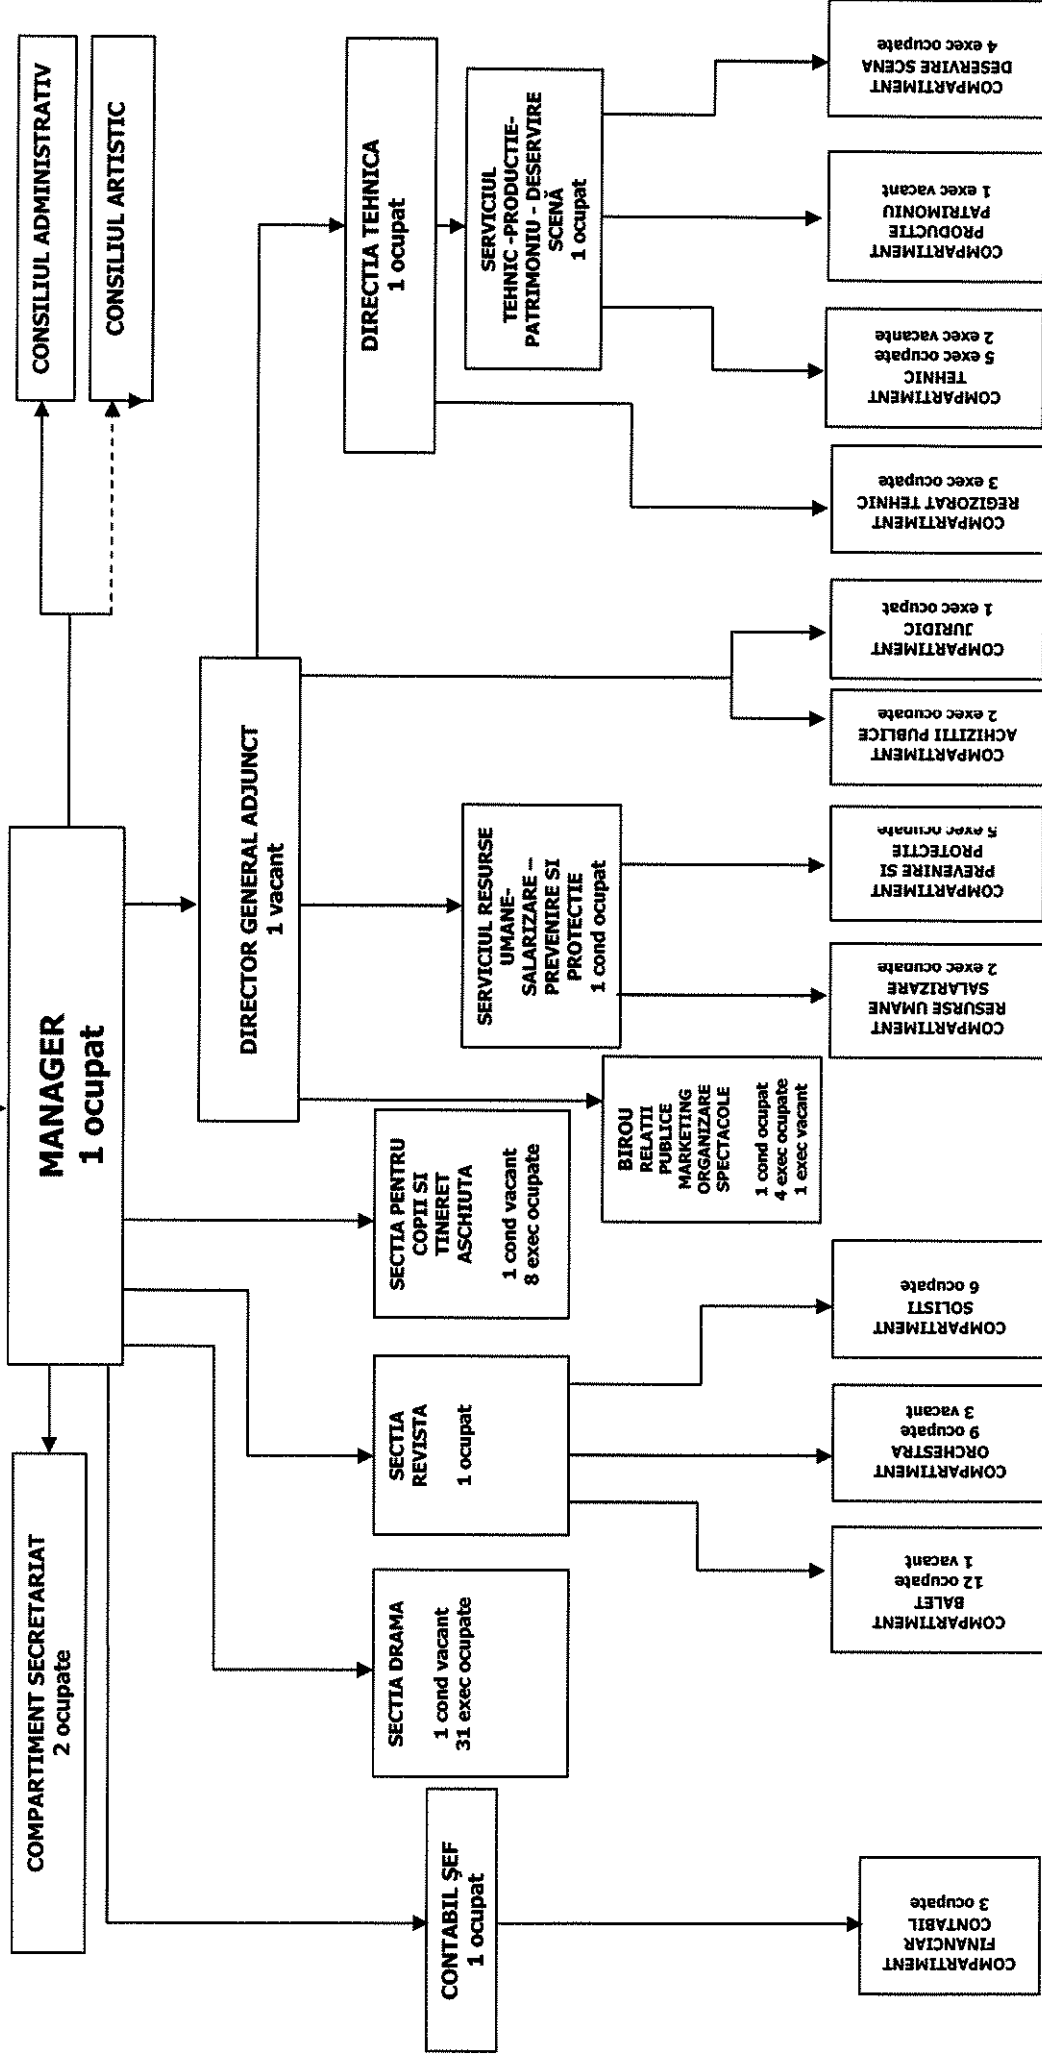 CONSILIUL ADMINISTRATIV
CONSILIUL ARTISTIC
MANAGER
1 ocupat
COMPARTIMENT SECRETARIAT
2 ocupate
DIRECTOR GENERAL ADJUNCT
1 vacant
DIRECTIA TEHNICA
1 ocupat
CONTABIL ŞEF
1 ocupat
SECTIA DRAMA
1 cond vacant
31 exec ocupate
SECTIA
REVISTA
1 ocupat
SECTIA PENTRU
COPII SI
TINERET
ASCHIUTA
1 cond vacant
8 exec ocupate
SERVICIUL RESURSE
UMANE-
SALARIZARE –
PREVENIRE SI
PROTECTIE
1 cond ocupat
SERVICIUL
TEHNIC -PRODUCTIE-
PATRIMONIU - DESERVIRE
SCENĂ
1 ocupat
BIROU
RELATII
PUBLICE
MARKETING
ORGANIZARE
SPECTACOLE
1 cond ocupat
4 exec ocupate
1 exec vacant
COMPARTIMENT
FINANCIAR
CONTABIL
3 ocupate
COMPARTIMENT
BALET
12 ocupate
1 vacant
COMPARTIMENT
ORCHESTRA
9 ocupate
3 vacant
COMPARTIMENT
SOLISTI
6 ocupate
COMPARTIMENT
RESURSE UMANE
SALARIZARE
2 exec ocupate
COMPARTIMENT
PREVENIRE SI
PROTECTIE
5 exec ocupate
COMPARTIMENT
ACHIZITII PUBLICE
2 exec ocupate
COMPARTIMENT
JURIDIC
1 exec ocupat
COMPARTIMENT
REGIZORAT TEHNIC
3 exec ocupate
COMPARTIMENT
TEHNIC
5 exec ocupate
2 exec vacante
COMPARTIMENT
PRODUCTIE
PATRIMONIU
1 exec vacant
COMPARTIMENT
DESERVIRE SCENA
4 exec ocupate